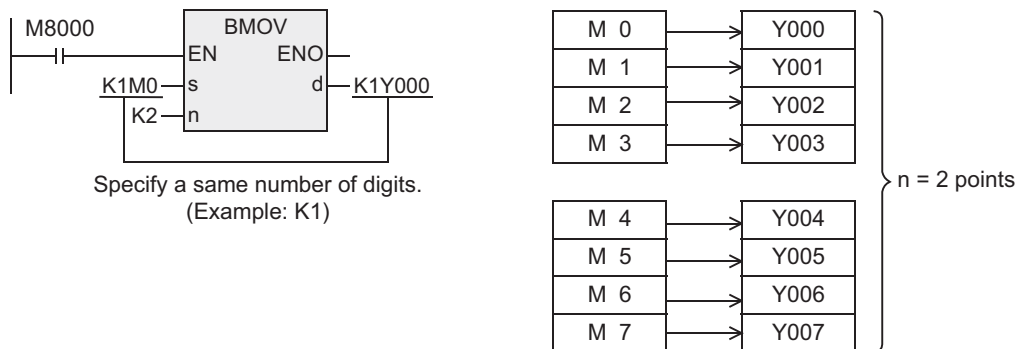 M8000
BMOV
EN ENO
K1M0 s d K1Y000
K2 n
Specify a same number of digits.
(Example: K1)
M 0 Y000
M 1 Y001
M 2 Y002
M 3 Y003
n = 2 points
M 4 Y004
M 5 Y005
M 6 Y006
M 7 Y007